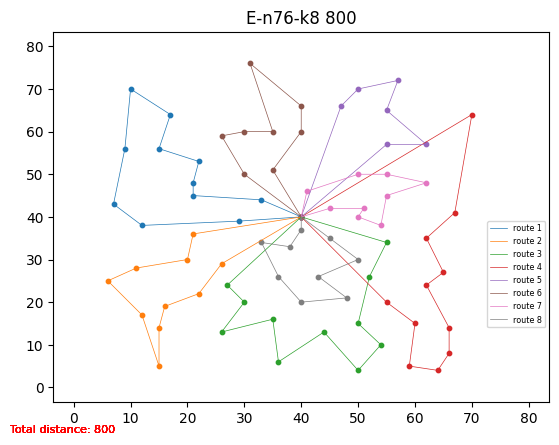 E-n76-k8 800
80
70
60
50
40
30
20
10
0
route 1
route 2
route 3
route 4
route 5
route 6
route 7
route 8
0 10 20 30 40 50 60 70 80
Total distance: 800